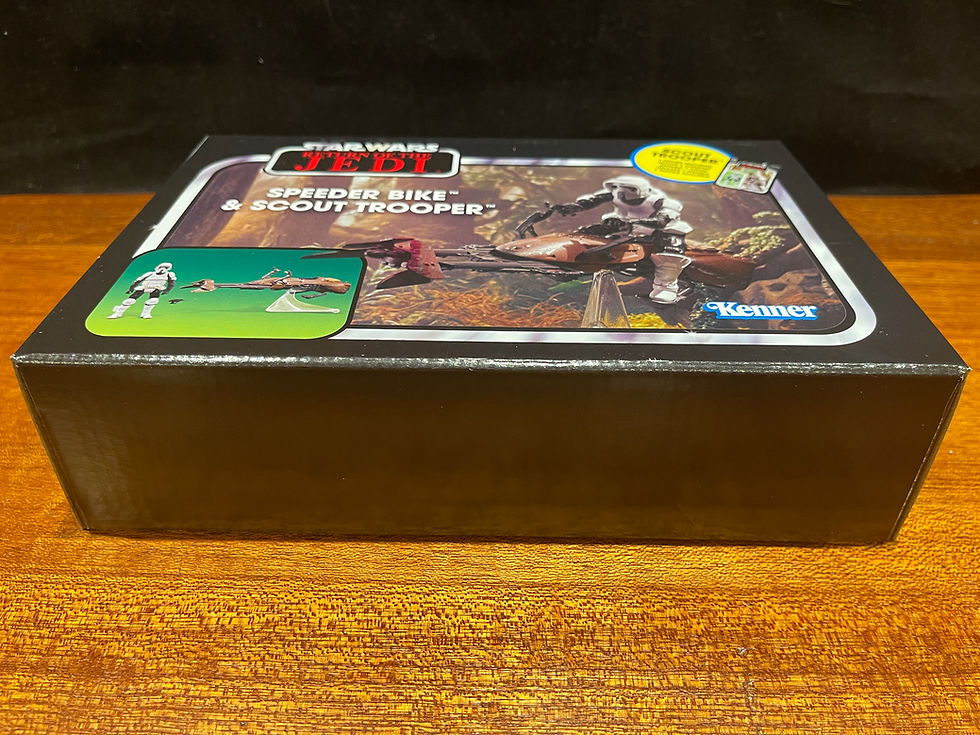 STAR WARS
RETURN OF THE
JEDI
SPEEDER BIKE™
& SCOUT TROOPER™
SCOUT
TROOPER
Kenner